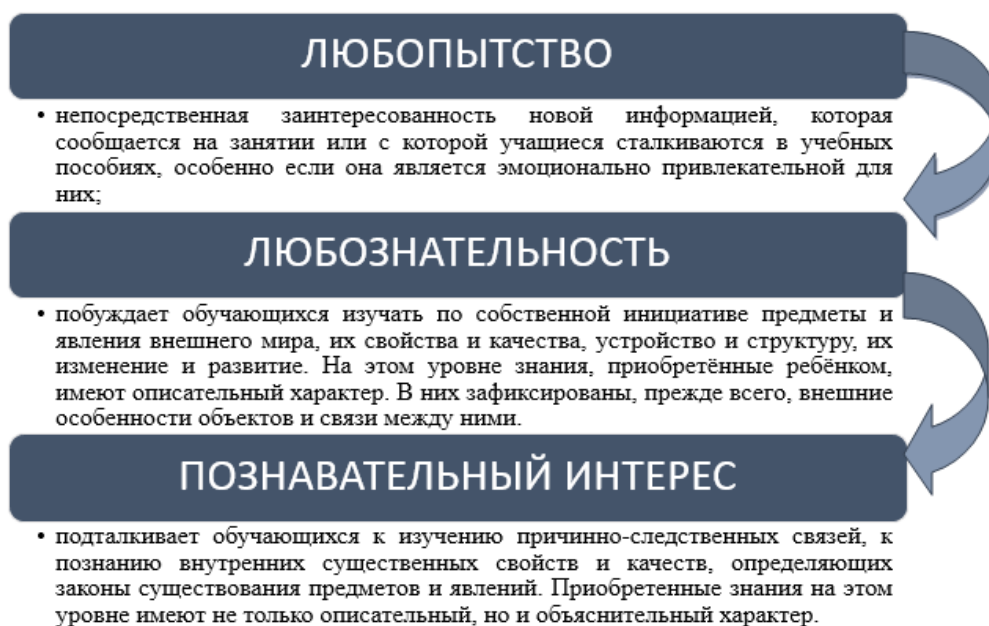 ЛЮБОПЫТСТВО
• непосредственная заинтересованность новой информацией, которая
сообщается на занятии или с которой учащиеся сталкиваются в учебных
пособиях, особенно если она является эмоционально привлекательной для
них;
ЛЮБОЗНАТЕЛЬНОСТЬ
• побуждает обучающихся изучать по собственной инициативе предметы и
явления внешнего мира, их свойства и качества, устройство и структуру, их
изменение и развитие. На этом уровне знания, приобретённые ребёнком,
имеют описательный характер. В них зафиксированы, прежде всего, внешние
особенности объектов и связи между ними.
ПОЗНАВАТЕЛЬНЫЙ ИНТЕРЕС
• подталкивает обучающихся к изучению причинно-следственных связей, к
познанию внутренних существенных свойств и качеств, определяющих
законы существования предметов и явлений. Приобретенные знания на этом
уровне имеют не только описательный, но и объяснительный характер.